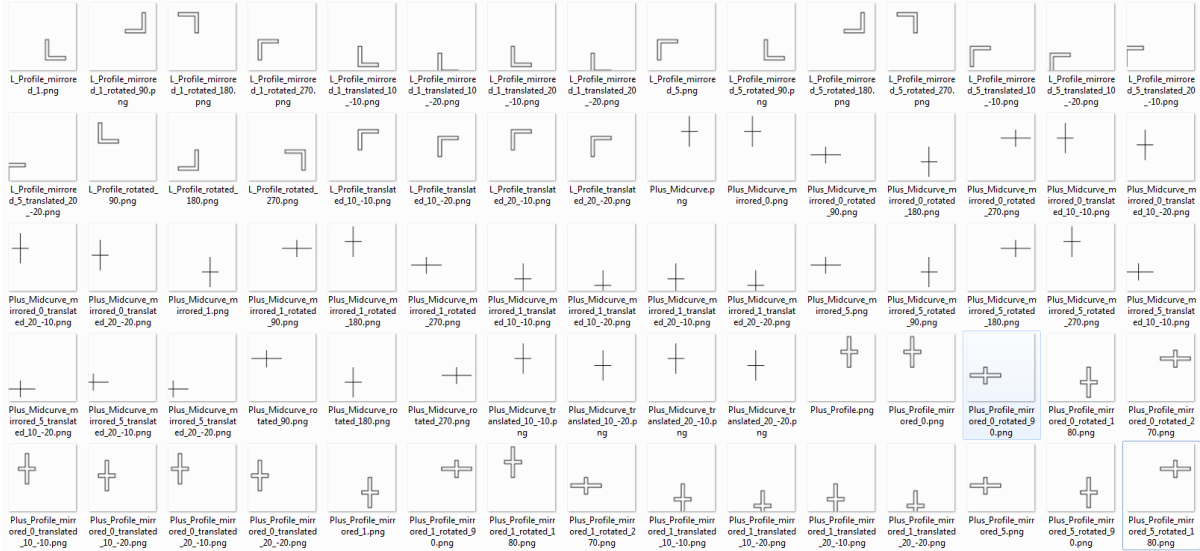 L_Profile_mirrore
d_1.png
L_Profile_mirrore
d_1_rotated_90.p
ng
L_Profile_mirrore
d_1_rotated_180.
png
L_Profile_mirrore
d_1_rotated_270.
png
L_Profile_mirrore
d_1_translated_10
_-10.png
L_Profile_mirrore
d_1_translated_10
_-20.png
L_Profile_mirrore
d_1_translated_20
_-10.png
L_Profile_mirrore
d_1_translated_20
_-20.png
L_Profile_mirrore
d_5.png
L_Profile_mirrore
d_5_rotated_90.p
ng
L_Profile_mirrore
d_5_rotated_180.
png
L_Profile_mirrore
d_5_rotated_270.
png
L_Profile_mirrore
d_5_translated_10
_-10.png
L_Profile_mirrore
d_5_translated_10
_-20.png
L_Profile_mirrore
d_5_translated_20
_-10.png
L_Profile_mirrore
d_5_translated_20
_-20.png
L_Profile_rotated_
90.png
L_Profile_rotated_
180.png
L_Profile_rotated_
270.png
L_Profile_translat
ed_10_-10.png
L_Profile_translat
ed_10_-20.png
L_Profile_translat
ed_20_-10.png
L_Profile_translat
ed_20_-20.png
Plus_Midcurve.p
ng
Plus_Midcurve_m
irrored_0.png
Plus_Midcurve_m
irrored_0_rotated
_90.png
Plus_Midcurve_m
irrored_0_rotated
_180.png
Plus_Midcurve_m
irrored_0_rotated
_270.png
Plus_Midcurve_m
irrored_0_translat
ed_10_-10.png
Plus_Midcurve_m
irrored_0_translat
ed_10_-20.png
Plus_Midcurve_m
irrored_0_translat
ed_20_-10.png
Plus_Midcurve_m
irrored_0_translat
ed_20_-20.png
Plus_Midcurve_m
irrored_1.png
Plus_Midcurve_m
irrored_1_rotated
_90.png
Plus_Midcurve_m
irrored_1_rotated
_180.png
Plus_Midcurve_m
irrored_1_rotated
_270.png
Plus_Midcurve_m
irrored_1_translat
ed_10_-10.png
Plus_Midcurve_m
irrored_1_translat
ed_10_-20.png
Plus_Midcurve_m
irrored_1_translat
ed_20_-10.png
Plus_Midcurve_m
irrored_1_translat
ed_20_-20.png
Plus_Midcurve_m
irrored_5.png
Plus_Midcurve_m
irrored_5_rotated
_90.png
Plus_Midcurve_m
irrored_5_rotated
_180.png
Plus_Midcurve_m
irrored_5_rotated
_270.png
Plus_Midcurve_m
irrored_5_translat
ed_10_-10.png
Plus_Midcurve_m
irrored_5_translat
ed_10_-20.png
Plus_Midcurve_m
irrored_5_translat
ed_20_-10.png
Plus_Midcurve_m
irrored_5_translat
ed_20_-20.png
Plus_Midcurve_ro
tated_90.png
Plus_Midcurve_ro
tated_180.png
Plus_Midcurve_ro
tated_270.png
Plus_Midcurve_tr
anslated_10_-10.p
ng
Plus_Midcurve_tr
anslated_10_-20.p
ng
Plus_Midcurve_tr
anslated_20_-10.p
ng
Plus_Midcurve_tr
anslated_20_-20.p
ng
Plus_Profile.png
Plus_Profile_mirr
ored_0.png
Plus_Profile_mirr
ored_0_rotated_9
0.png
Plus_Profile_mirr
ored_0_rotated_1
80.png
Plus_Profile_mirr
ored_0_rotated_2
70.png
Plus_Profile_mirr
ored_0_translated
_10_-10.png
Plus_Profile_mirr
ored_0_translated
_10_-20.png
Plus_Profile_mirr
ored_0_translated
_20_-10.png
Plus_Profile_mirr
ored_0_translated
_20_-20.png
Plus_Profile_mirr
ored_1.png
Plus_Profile_mirr
ored_1_rotated_9
0.png
Plus_Profile_mirr
ored_1_rotated_1
80.png
Plus_Profile_mirr
ored_1_rotated_2
70.png
Plus_Profile_mirr
ored_1_translated
_10_-10.png
Plus_Profile_mirr
ored_1_translated
_10_-20.png
Plus_Profile_mirr
ored_1_translated
_20_-10.png
Plus_Profile_mirr
ored_1_translated
_20_-20.png
Plus_Profile_mirr
ored_5.png
Plus_Profile_mirr
ored_5_rotated_9
0.png
Plus_Profile_mirr
ored_5_rotated_1
80.png